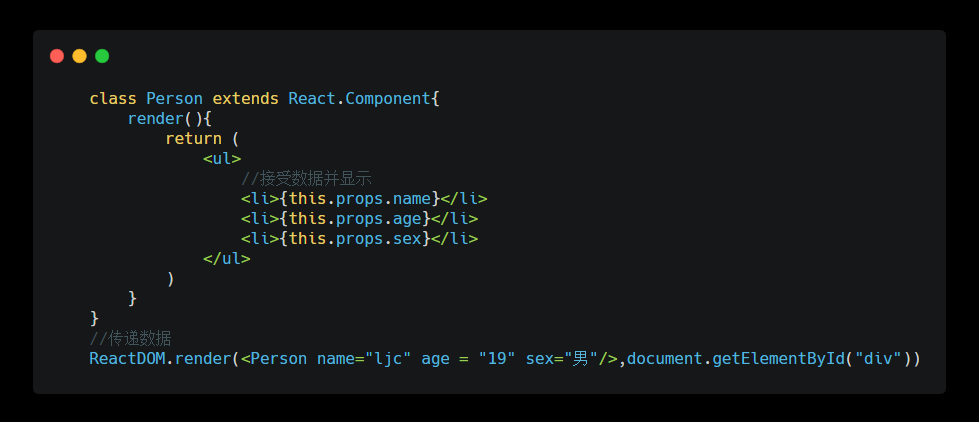 class Person extends React.Component{
    render(){
        return (
            <ul>
                //接受数据并显示
                <li>{this.props.name}</li>
                <li>{this.props.age}</li>
                <li>{this.props.sex}</li>
            </ul>
        )
    }
}
//传递数据
ReactDOM.render(<Person name="ljc" age = "19" sex="男"/>,document.getElementById("div"))